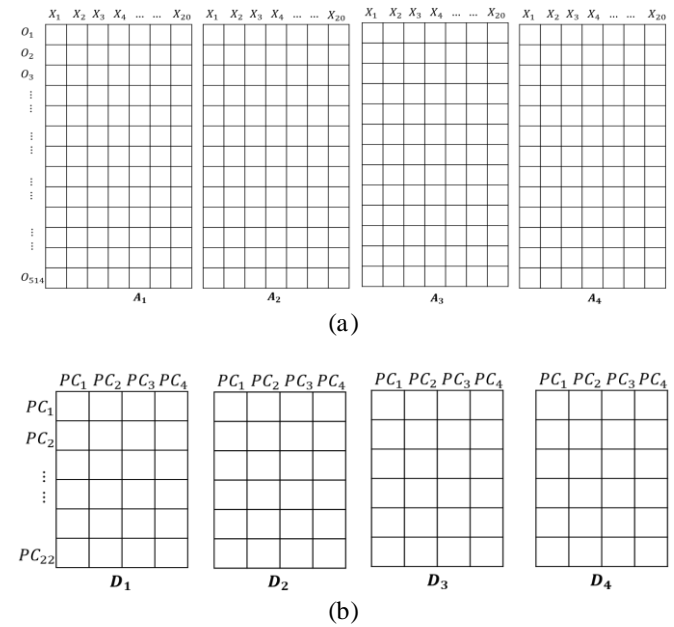 X₁ X₂ X₃ X₄ ... ... X₂₀ X₁ X₂ X₃ X₄ ... ... X₂₀ X₁ X₂ X₃ X₄ ... ... X₂₀ X₁ X₂ X₃ X₄ ... ... X₂₀
O₁
O₂
O₃
⋮
⋮
⋮
⋮
⋮
⋮
⋮
⋮
O₅₁₄
A₁ A₂ A₃ A₄
(a)
PC₁ PC₂ PC₃ PC₄ PC₁ PC₂ PC₃ PC₄ PC₁ PC₂ PC₃ PC₄ PC₁ PC₂ PC₃ PC₄
PC₁
PC₂
⋮
⋮
PC₂₂
D₁ D₂ D₃ D₄
(b)